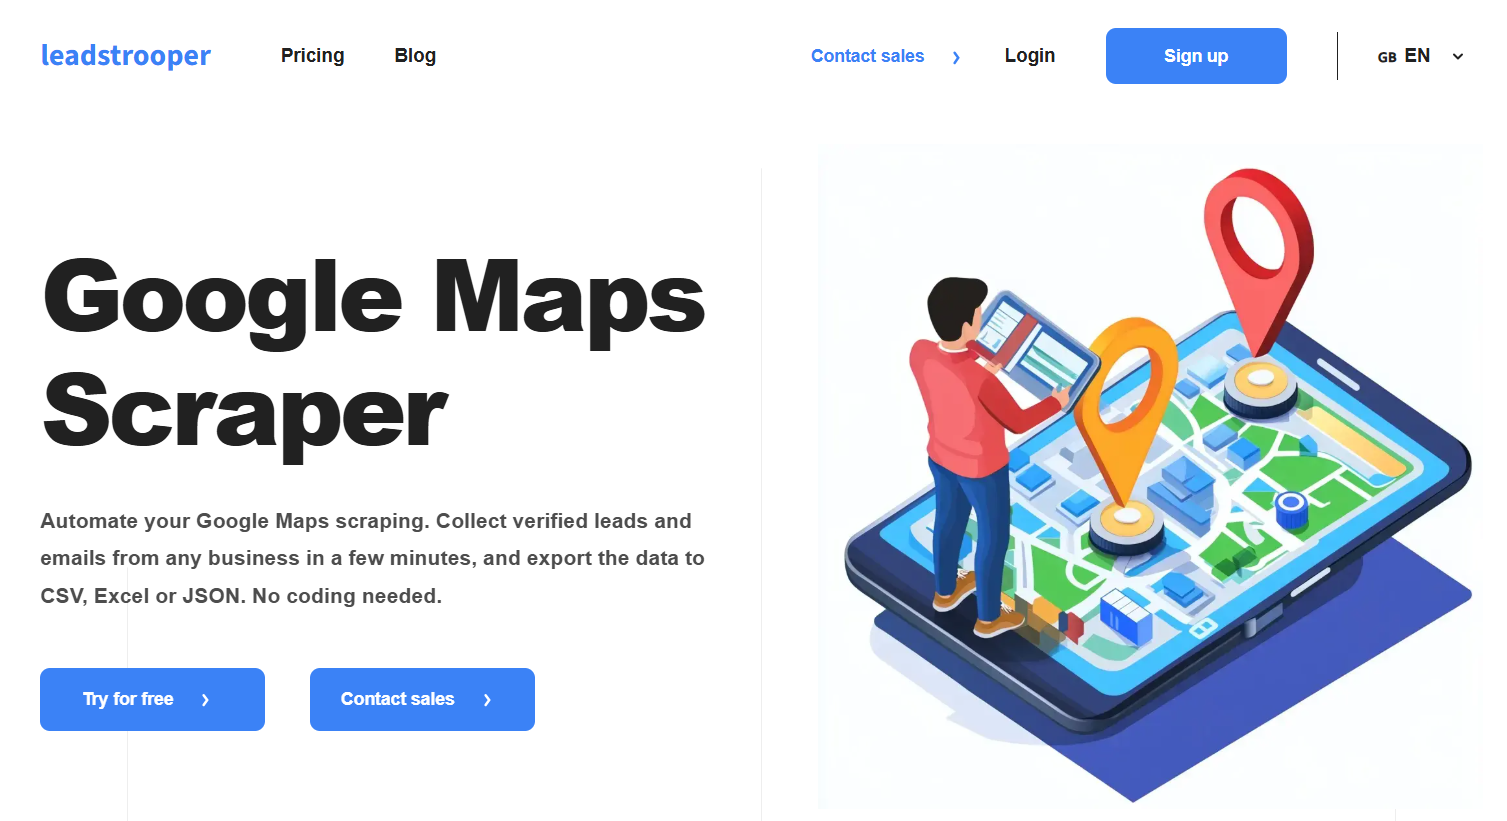 leadstrooper
Pricing
Blog
Contact sales
Login
Sign up
GB EN
Google Maps
Scraper
Automate your Google Maps scraping. Collect verified leads and
emails from any business in a few minutes, and export the data to
CSV, Excel or JSON. No coding needed.
Try for free
Contact sales